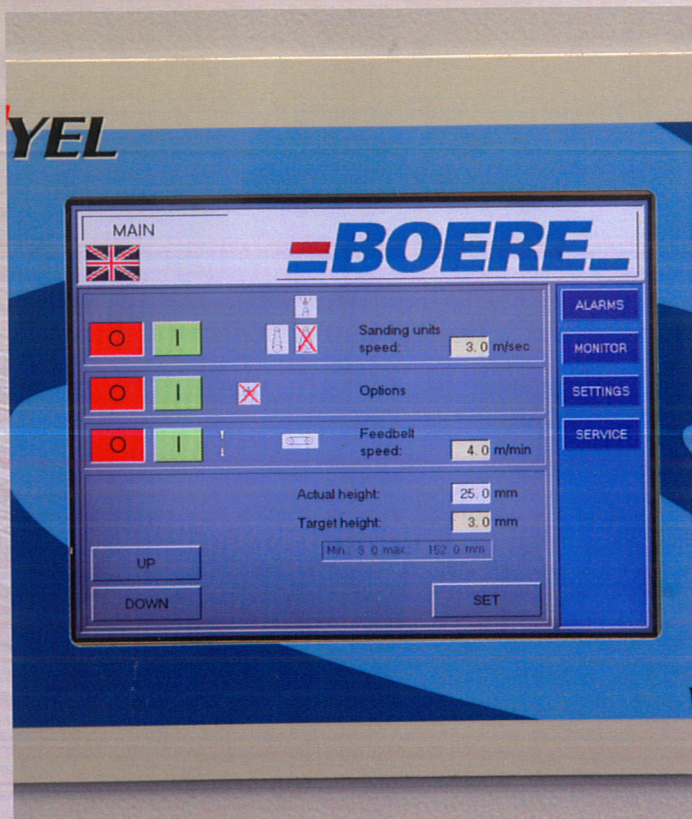 YEL
MAIN
BOERE
ALARMS
O I Sanding units speed: 3.0 m/sec
MONITOR
O I Options
SETTINGS
O I Feedbelt speed: 4.0 m/min
SERVICE
Actual height: 25.0 mm
Target height: 3.0 mm
Min.: 3.0 max.: 152.0 mm
UP
DOWN
SET